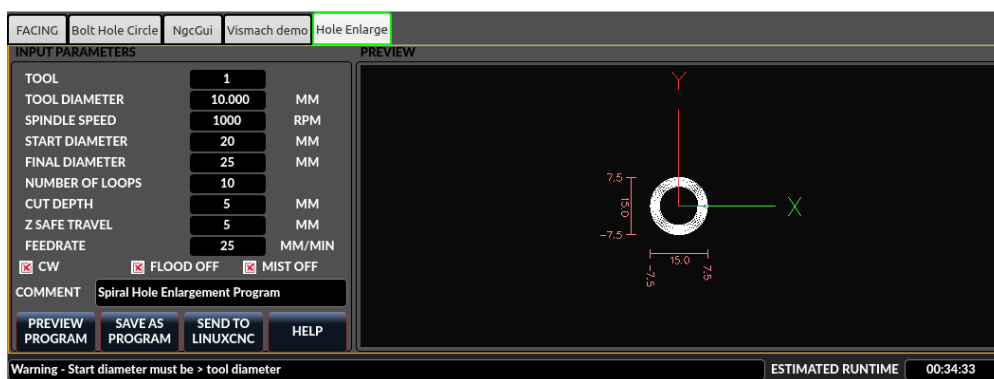 FACING Bolt Hole Circle NgcGui Vismach demo Hole Enlarge
INPUT PARAMETERS
TOOL 1
TOOL DIAMETER 10.000 MM
SPINDLE SPEED 1000 RPM
START DIAMETER 20 MM
FINAL DIAMETER 25 MM
NUMBER OF LOOPS 10
CUT DEPTH 5 MM
Z SAFE TRAVEL 5 MM
FEEDRATE 25 MM/MIN
CW FLOOD OFF MIST OFF
COMMENT Spiral Hole Enlargement Program
PREVIEW PROGRAM
SAVE AS PROGRAM
SEND TO LINUXCNC
HELP
PREVIEW
Y
7.5
15.0
-7.5
X
15.0
-7.5
7.5
Warning - Start diameter must be > tool diameter
ESTIMATED RUNTIME 00:34:33